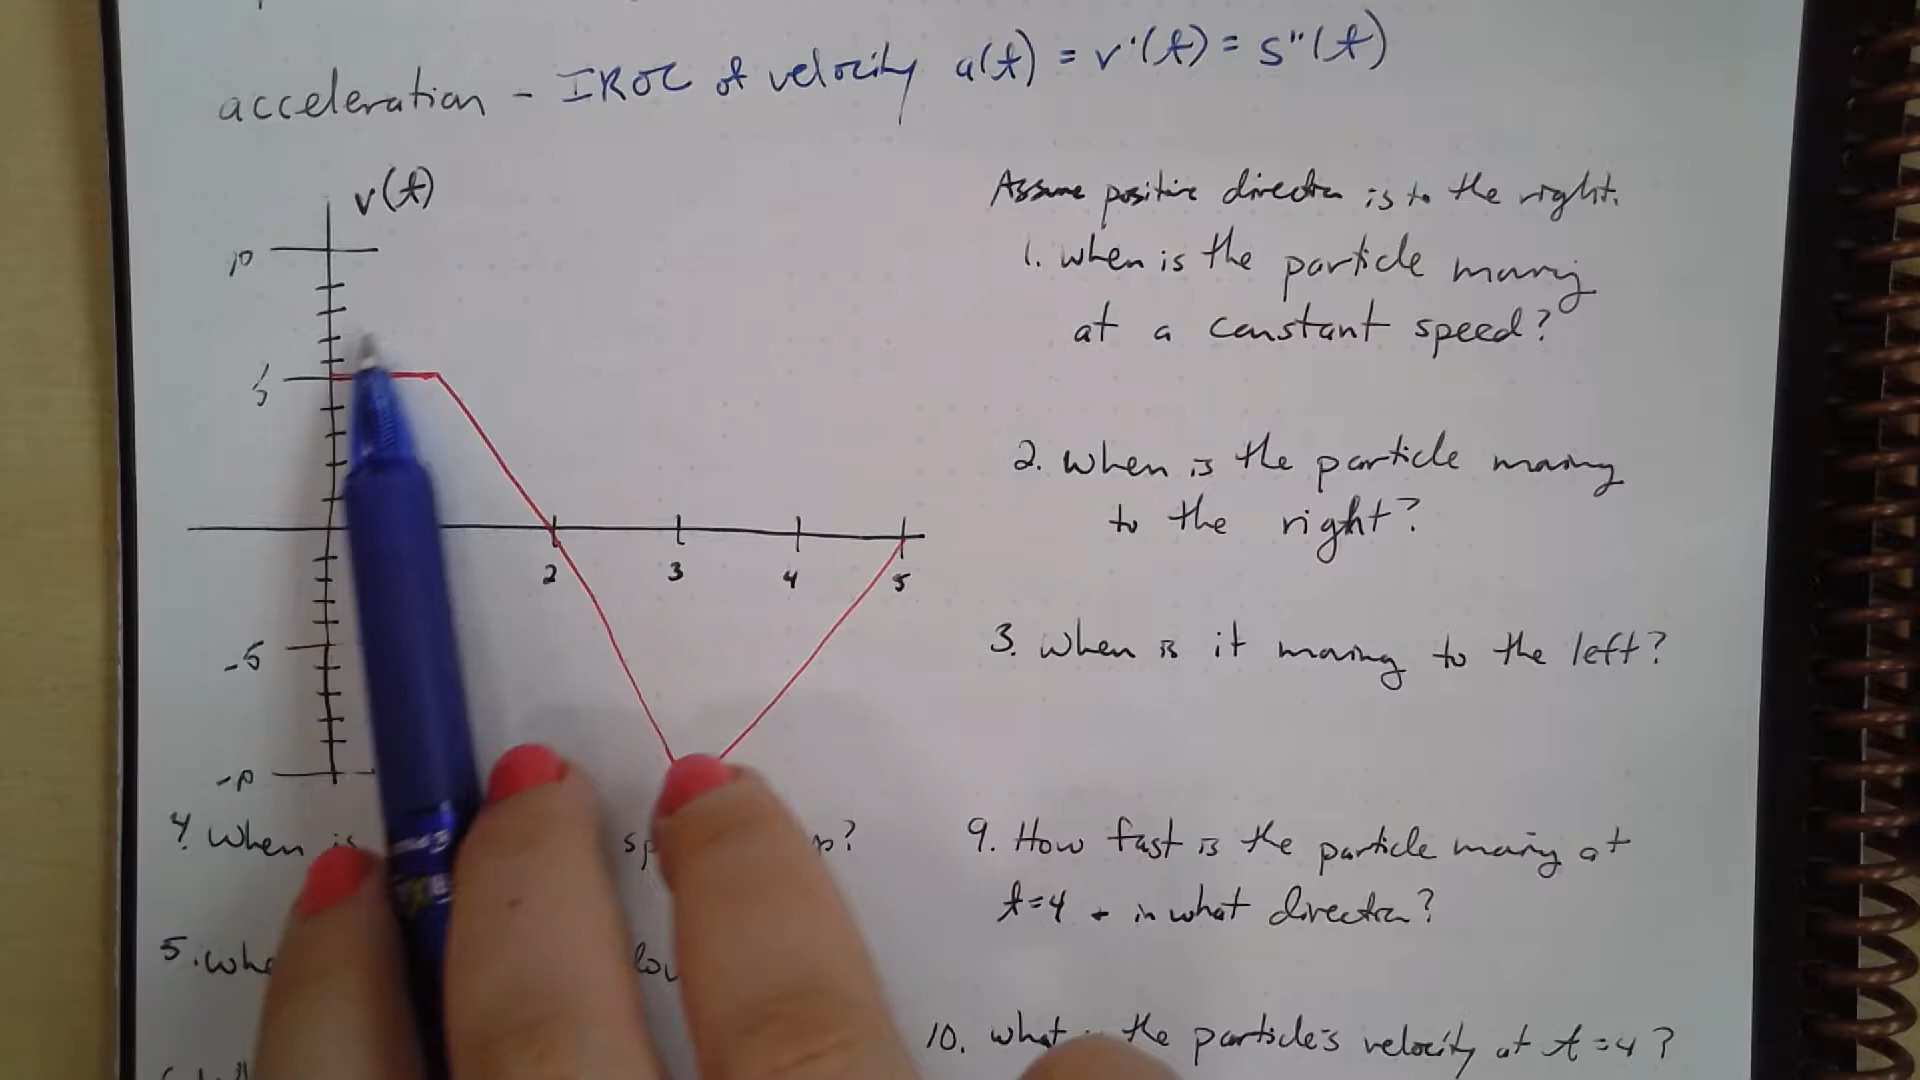 acceleration - IROC of velocity a(t) = v'(t) = s''(t)
v(t)
10
5
2 3 4 5
-5
-10
Assume positive direction is to the right.
1. when is the particle moving
at a constant speed?
2. when is the particle moving
to the right?
3. when is it moving to the left?
4. when is
5. whe
9. How fast is the particle moving at
t=4 + in what direction?
10. what the particle's velocity at t=4?